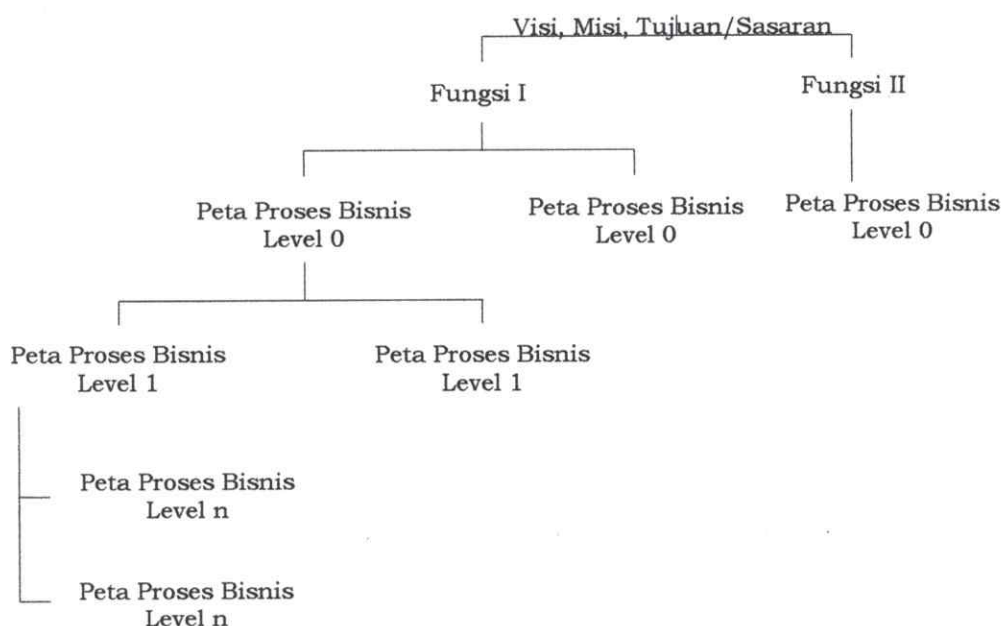 Visi, Misi, Tujuan/Sasaran
Fungsi I
Fungsi II
Peta Proses Bisnis
Level 0
Peta Proses Bisnis
Level 0
Peta Proses Bisnis
Level 0
Peta Proses Bisnis
Level 1
Peta Proses Bisnis
Level 1
Peta Proses Bisnis
Level n
Peta Proses Bisnis
Level n